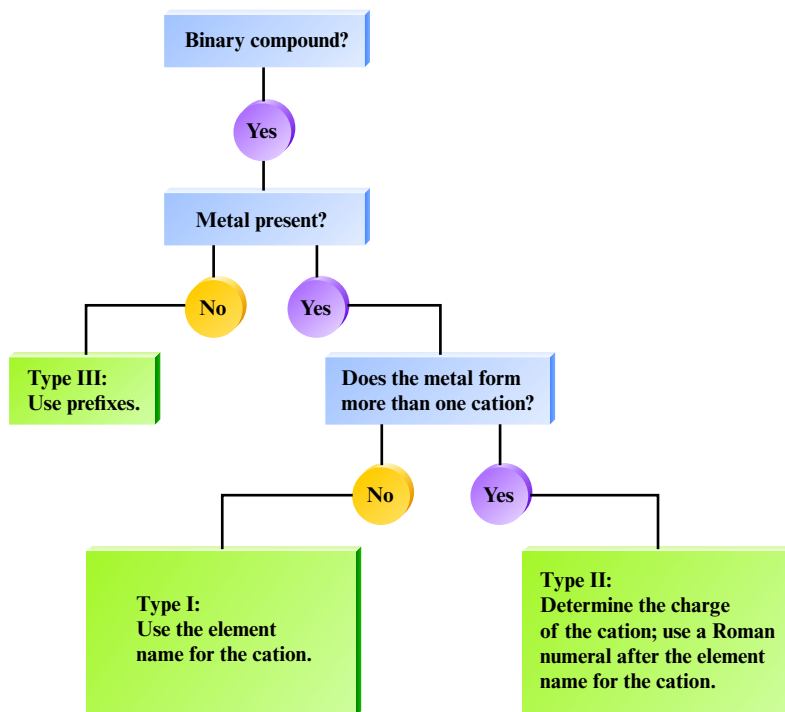 Binary compound?
Yes
Metal present?
No
Yes
Type III:
Use prefixes.
Does the metal form
more than one cation?
No
Yes
Type I:
Use the element
name for the cation.
Type II:
Determine the charge
of the cation; use a Roman
numeral after the element
name for the cation.